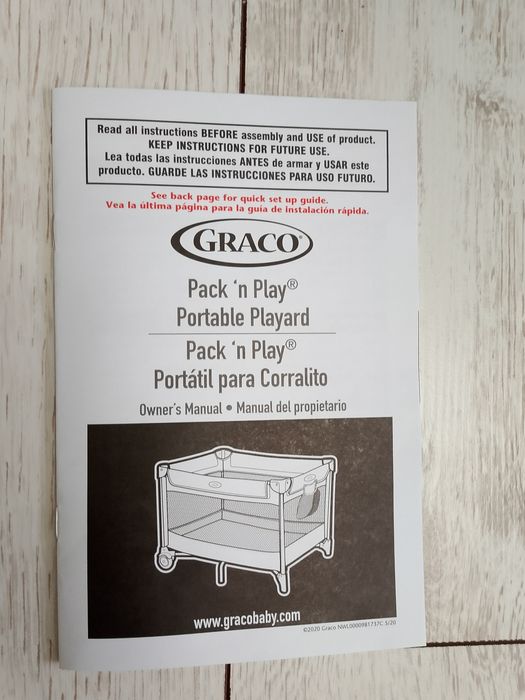 Read all instructions BEFORE assembly and USE of product.
KEEP INSTRUCTIONS FOR FUTURE USE.
Lea todas las instrucciones ANTES de armar y USAR este
producto. GUARDE LAS INSTRUCCIONES PARA USO FUTURO.
See back page for quick set up guide.
Vea la última página para la guía de instalación rápida.
GRACO®
Pack ‘n Play®
Portable Playard
Pack ‘n Play®
Portátil para Corralito
Owner's Manual • Manual del propietario
www.gracobaby.com
©2020 Graco NWL0000981737C 5/20